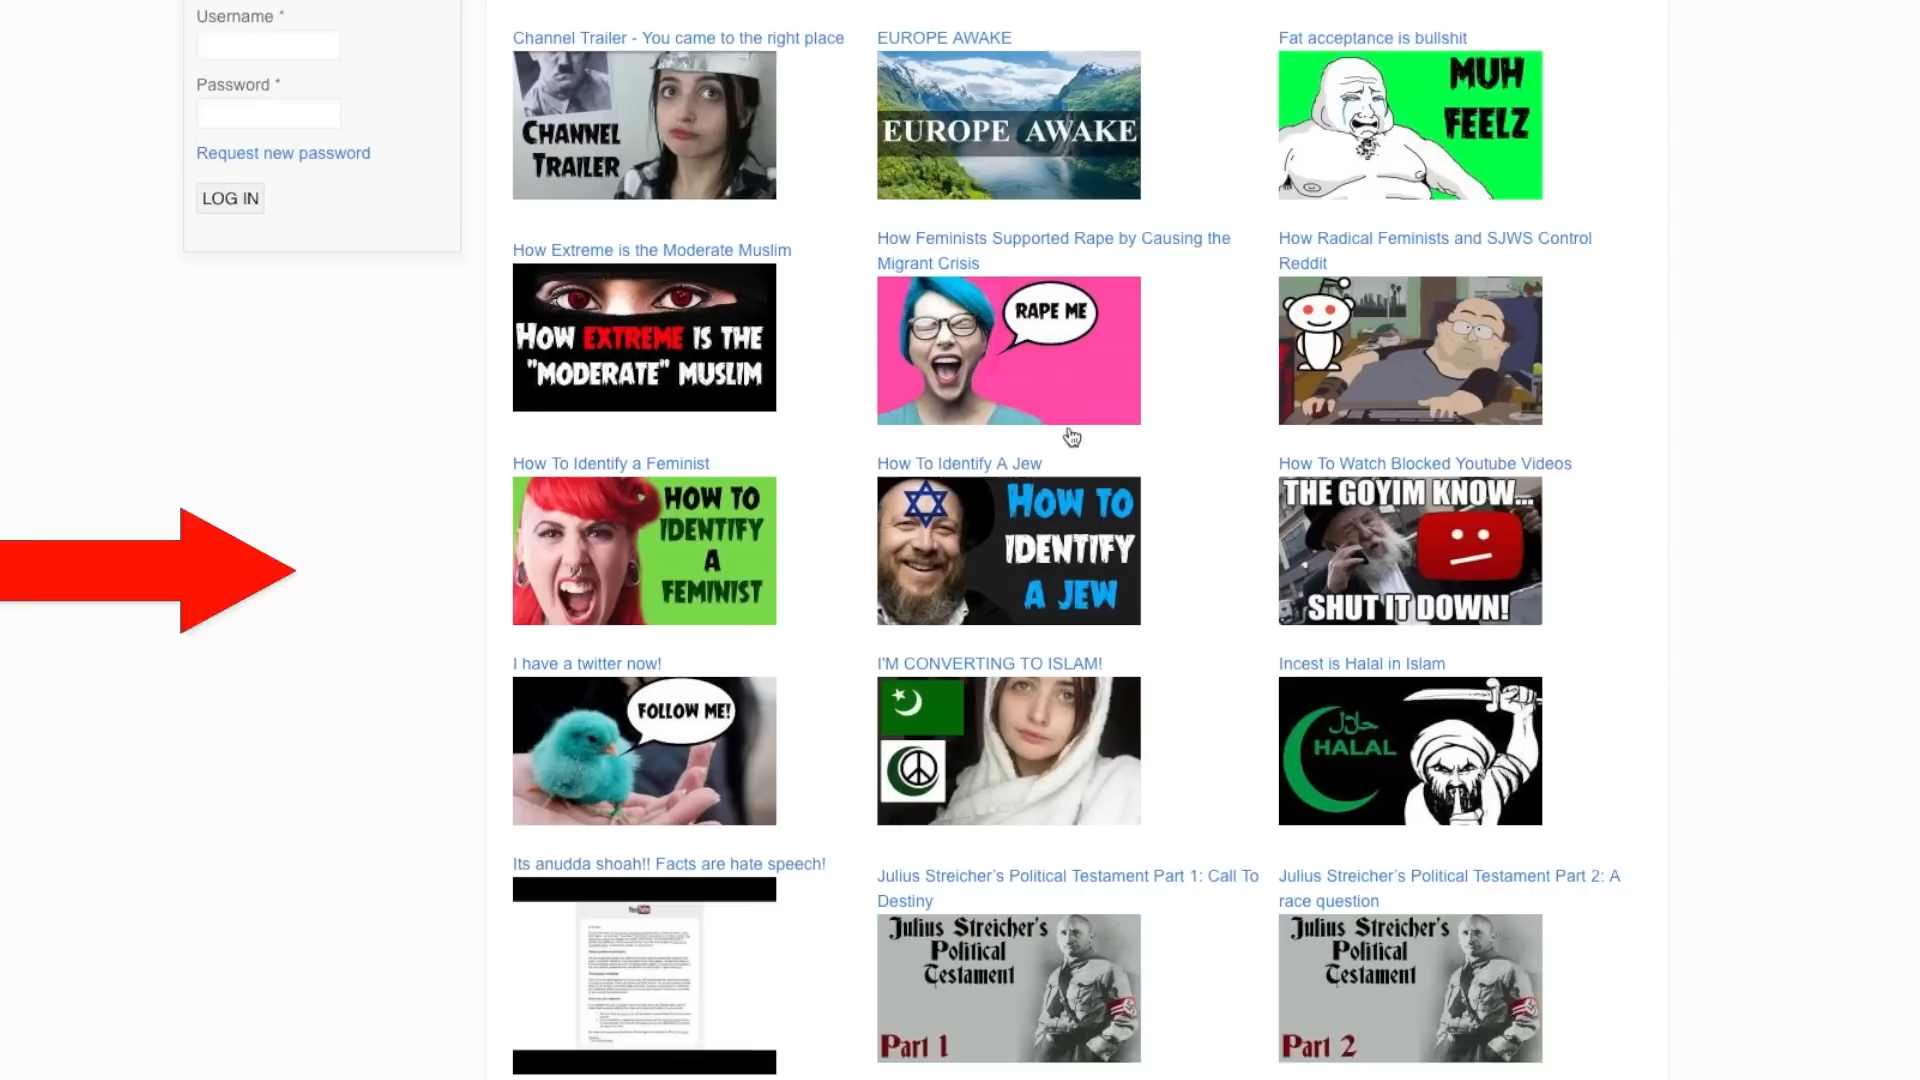 Username *
Password *
Request new password
LOG IN
Channel Trailer - You came to the right place
CHANNEL
TRAILER
EUROPE AWAKE
EUROPE AWAKE
Fat acceptance is bullshit
MUH
FEELZ
How Extreme is the Moderate Muslim
HOW EXTREME IS THE
"MODERATE" MUSLIM
How Feminists Supported Rape by Causing the
Migrant Crisis
RAPE ME
How Radical Feminists and SJWS Control
Reddit
How To Identify a Feminist
HOW TO
IDENTIFY
A
FEMINIST
How To Identify A Jew
HOW TO
IDENTIFY
A JEW
How To Watch Blocked Youtube Videos
THE GOYIM KNOW...
SHUT IT DOWN!
I have a twitter now!
FOLLOW ME!
I'M CONVERTING TO ISLAM!
Incest is Halal in Islam
حلال
HALAL
Its anudda shoah!! Facts are hate speech!
YouTube
Julius Streicher’s Political Testament Part 1: Call To
Destiny
Julius Streicher's
Political
Testament
Part 1
Julius Streicher’s Political Testament Part 2: A
race question
Julius Streicher's
Political
Testament
Part 2